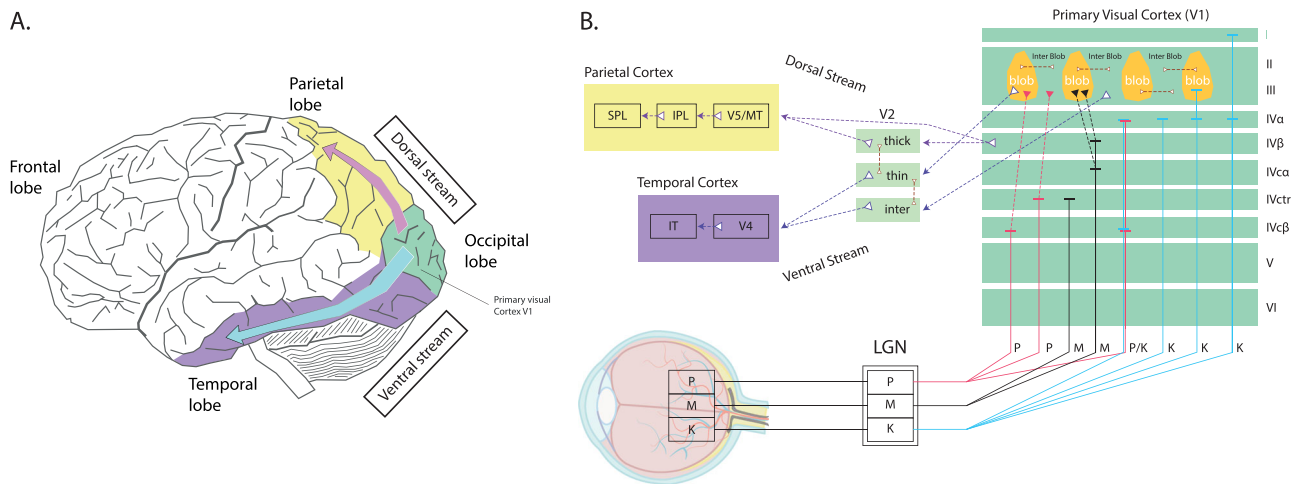 A.
Parietal
lobe
Frontal
lobe
Dorsal stream
Occipital
lobe
Primary visual
Cortex V1
Ventral stream
Temporal
lobe
B.
Primary Visual Cortex (V1)
Parietal Cortex
SPL
IPL
V5/MT
Dorsal Stream
V2
thick
thin
inter
Temporal Cortex
IT
V4
Ventral Stream
Inter Blob
Inter Blob
Inter Blob
blob
blob
blob
blob
I
II
III
IVα
IVβ
IVcα
IVctr
IVcβ
V
VI
P
P
M
M
P/K
K
K
K
LGN
P
M
K
P
M
K